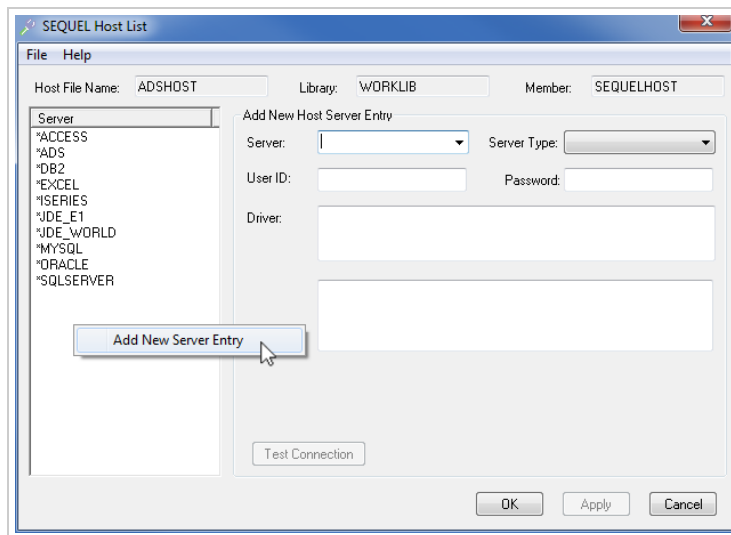 SEQUEL Host List
File Help
Host File Name: ADSHOST Library: WORKLIB Member: SEQUELHOST
Server
*ACCESS
*ADS
*DB2
*EXCEL
*ISERIES
*JDE_E1
*JDE_WORLD
*MYSQL
*ORACLE
*SQLSERVER
Add New Server Entry
Add New Host Server Entry
Server: Server Type:
User ID: Password:
Driver:
Test Connection
OK Apply Cancel